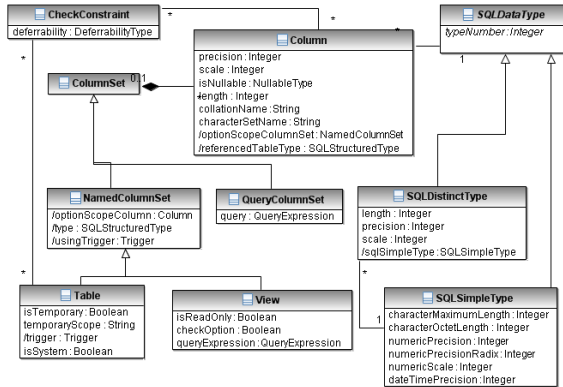 CheckConstraint
deferrability : DeferrabilityType
*
*
*
Column
precision : Integer
scale : Integer
isNullable : NullableType
length : Integer
collationName : String
characterSetName : String
/optionScopeColumnSet : NamedColumnSet
/referencedTableType : SQLStructuredType
*
*
SQLDataType
typeNumber : Integer
1
ColumnSet
0..1
NamedColumnSet
/optionScopeColumn : Column
/type : SQLStructuredType
/usingTrigger : Trigger
QueryColumnSet
query : QueryExpression
SQLDistinctType
length : Integer
precision : Integer
scale : Integer
/sqlSimpleType : SQLSimpleType
*
*
Table
isTemporary : Boolean
temporaryScope : String
/trigger : Trigger
isSystem : Boolean
View
isReadOnly : Boolean
checkOption : Boolean
queryExpression : QueryExpression
1
SQLSimpleType
characterMaximumLength : Integer
characterOctetLength : Integer
numericPrecision : Integer
numericPrecisionRadix : Integer
numericScale : Integer
dateTimePrecision : Integer